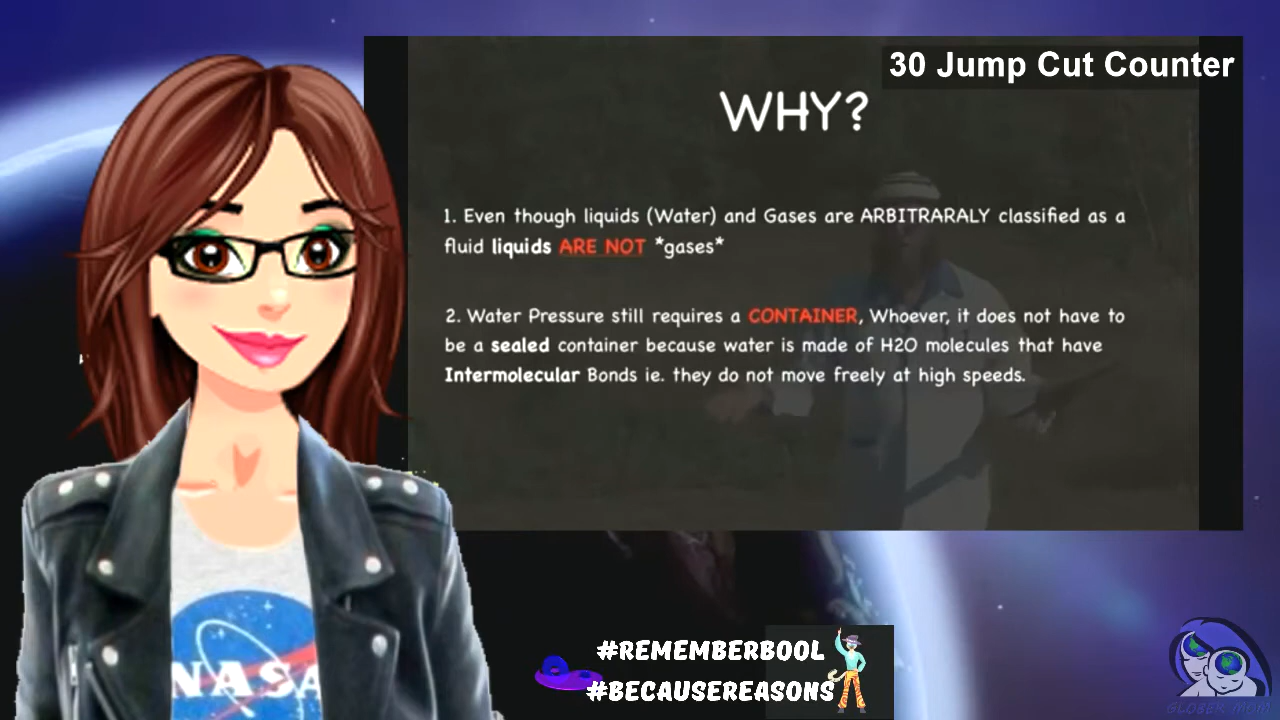 30 Jump Cut Counter
WHY?
1. Even though liquids (Water) and Gases are ARBITRARALY classified as a
fluid liquids ARE NOT *gases*
2. Water Pressure still requires a CONTAINER, Whoever, it does not have to
be a sealed container because water is made of H2O molecules that have
Intermolecular Bonds ie. they do not move freely at high speeds.
NASA
#REMEMBERBOOL
#BECAUSEREASONS
GLOBER MOM